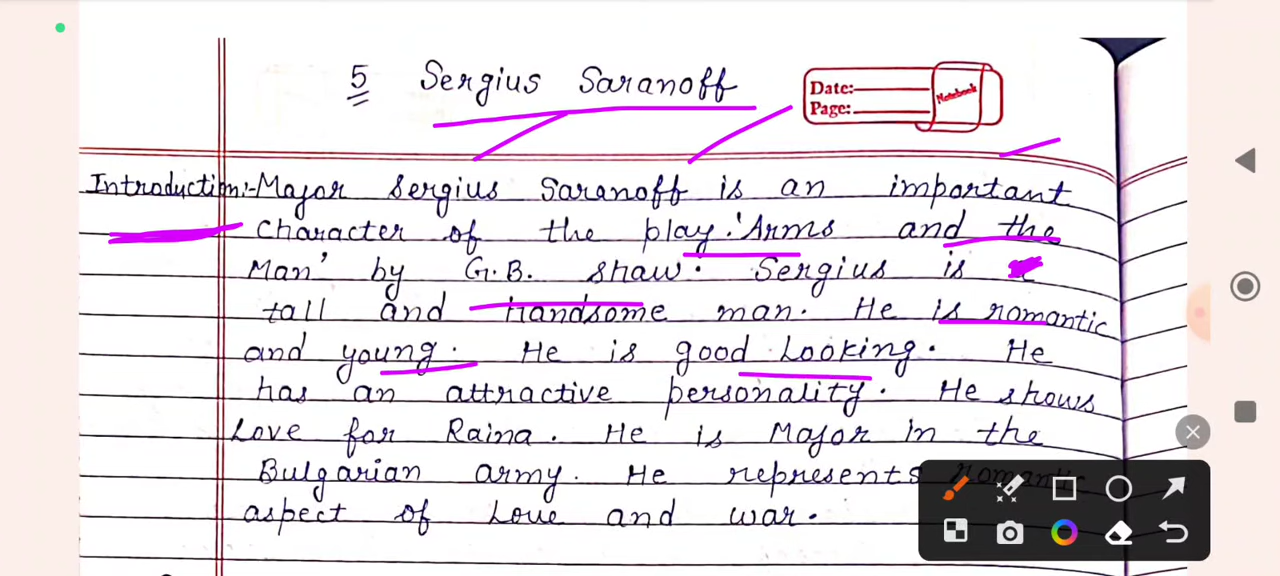 5 Sergius Saranoff
Date:
Page:
Notebook
Introduction:-Major Sergius Saranoff is an important
Character of the play.'Arms and the
Man' by G.B. Shaw. Sergius is
tall and handsome man. He is romantic
and young. He is good Looking. He
has an attractive personality. He shows
Love for Raina. He is Major in the
Bulgarian army. He represents romantic
aspect of Love and war.